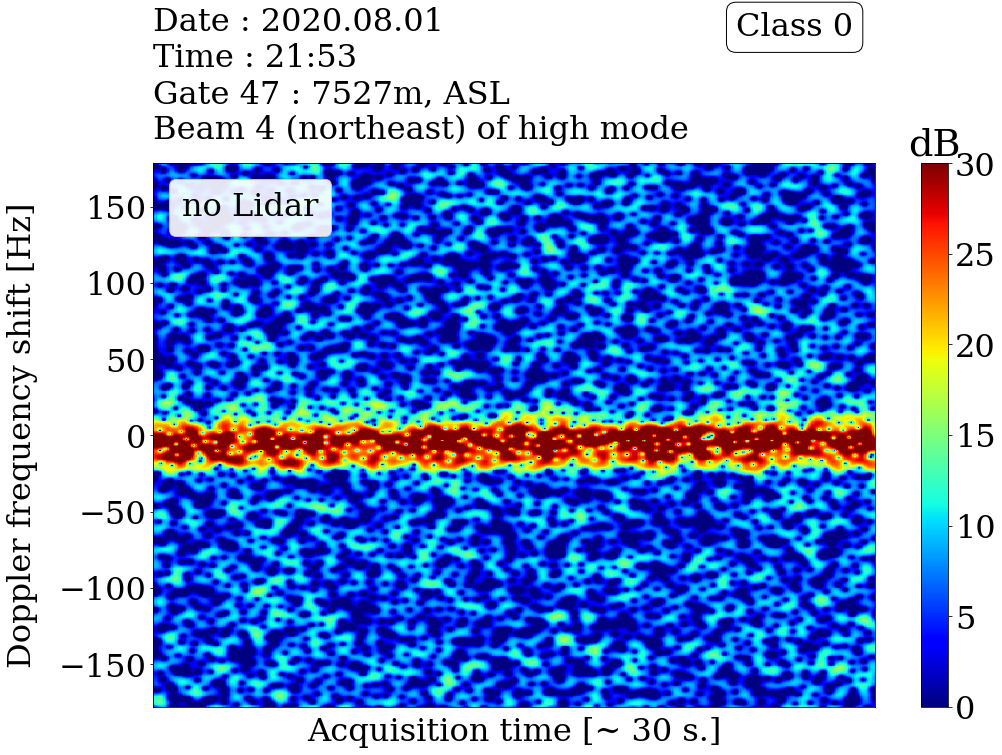 Date : 2020.08.01
Time : 21:53
Gate 47 : 7527m, ASL
Beam 4 (northeast) of high mode
Class 0
no Lidar
Doppler frequency shift [Hz]
150
100
50
0
−50
−100
−150
Acquisition time [~ 30 s.]
dB
30
25
20
15
10
5
0